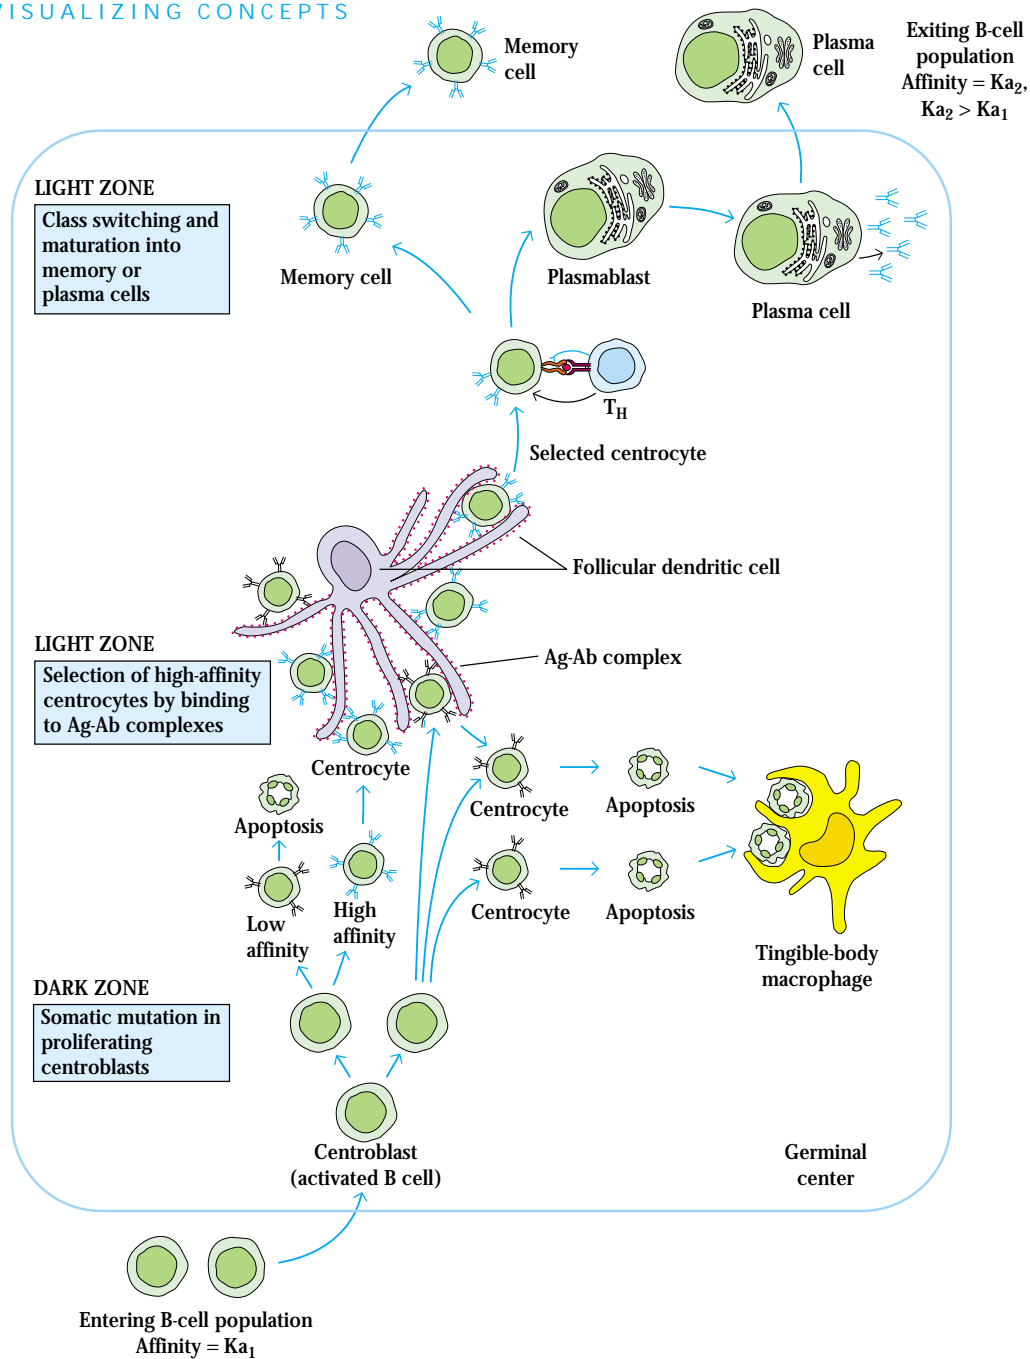 VISUALIZING CONCEPTS
Memory
cell
Plasma
cell
Exiting B-cell
population
Affinity = Ka2,
Ka2 > Ka1
LIGHT ZONE
Class switching and
maturation into
memory or
plasma cells
Memory cell
Plasmablast
Plasma cell
TH
Selected centrocyte
Follicular dendritic cell
LIGHT ZONE
Selection of high-affinity
centrocytes by binding
to Ag-Ab complexes
Ag-Ab complex
Centrocyte
Apoptosis
Centrocyte
Apoptosis
Low
affinity
High
affinity
Centrocyte
Apoptosis
Tingible-body
macrophage
DARK ZONE
Somatic mutation in
proliferating
centroblasts
Centroblast
(activated B cell)
Germinal
center
Entering B-cell population
Affinity = Ka1